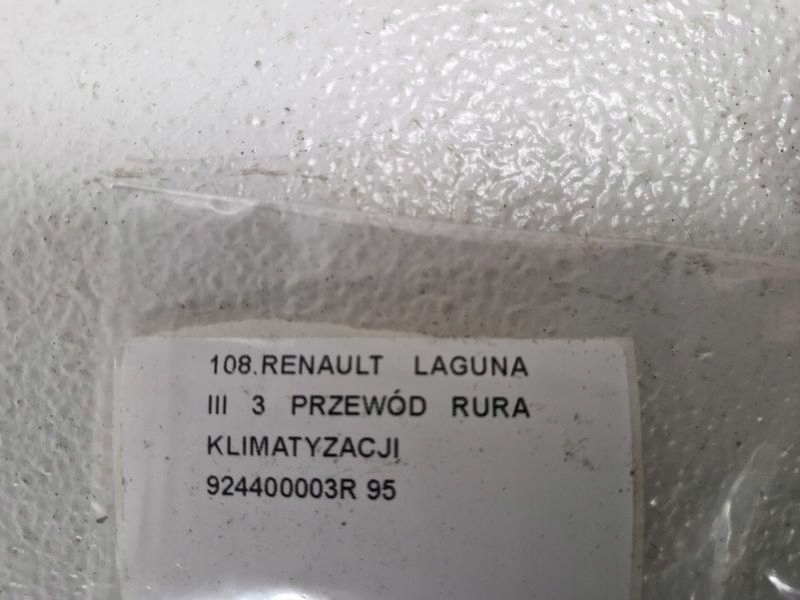 108.RENAULT LAGUNA
III 3 PRZEWÓD RURA
KLIMATYZACJI
924400003R 95